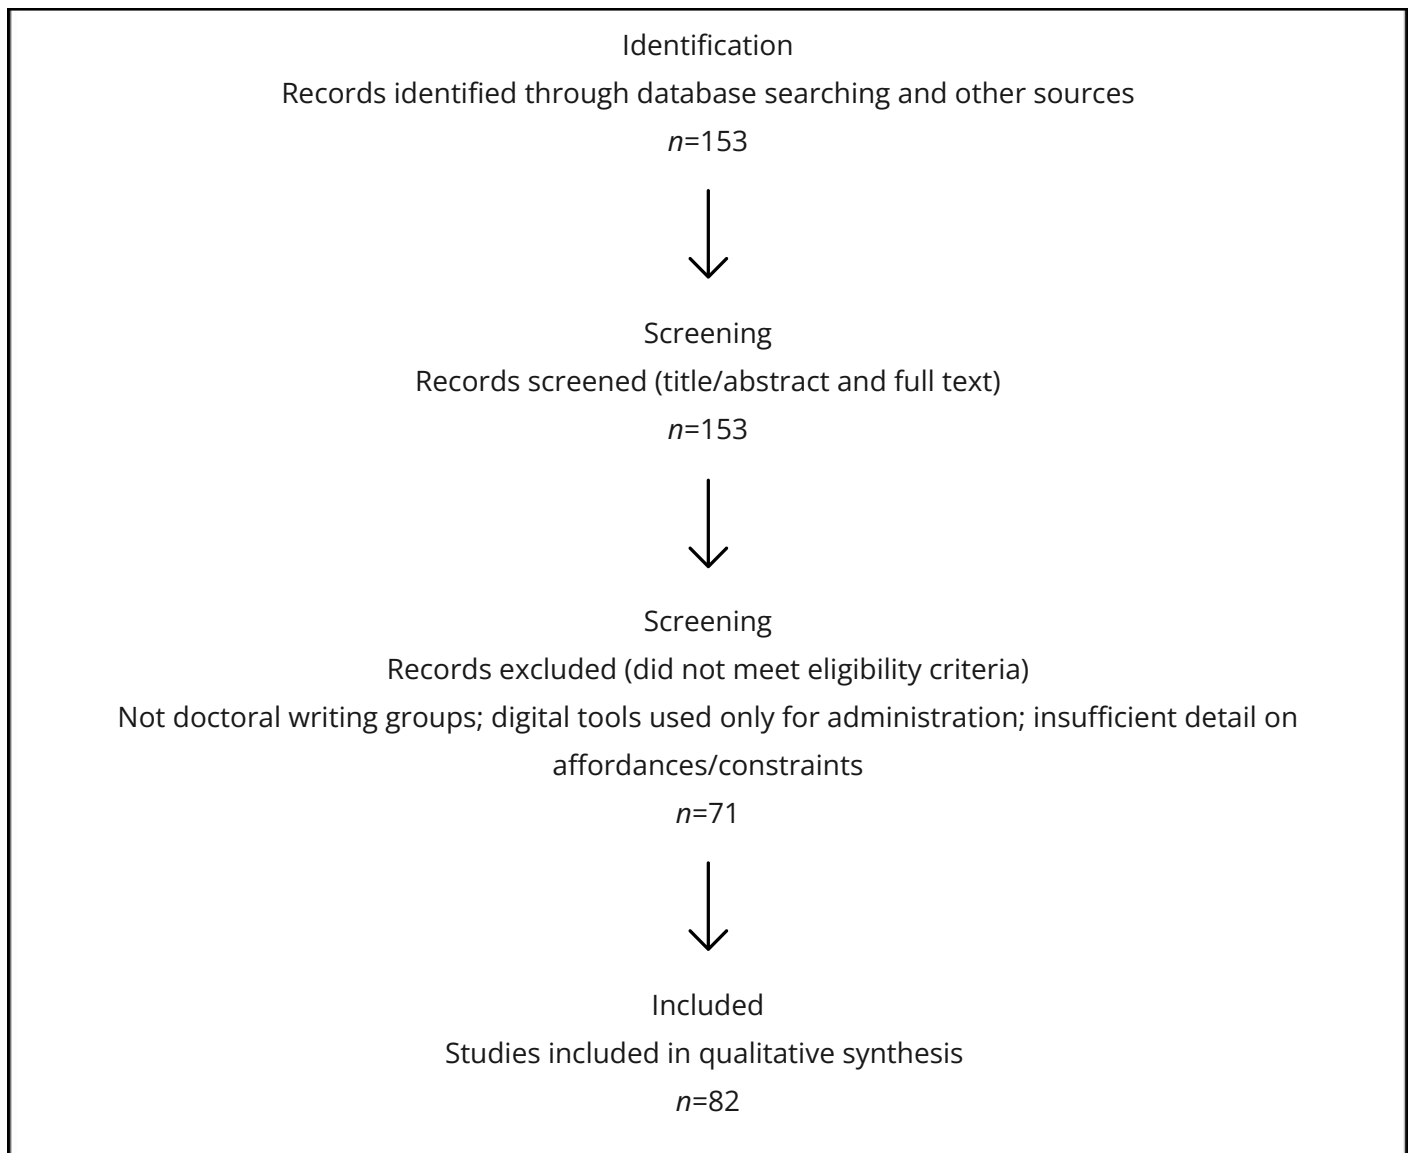 Identification
Records identified through database searching and other sources
n=153
Screening
Records screened (title/abstract and full text)
n=153
Screening
Records excluded (did not meet eligibility criteria)
Not doctoral writing groups; digital tools used only for administration; insufficient detail on
affordances/constraints
n=71
Included
Studies included in qualitative synthesis
n=82